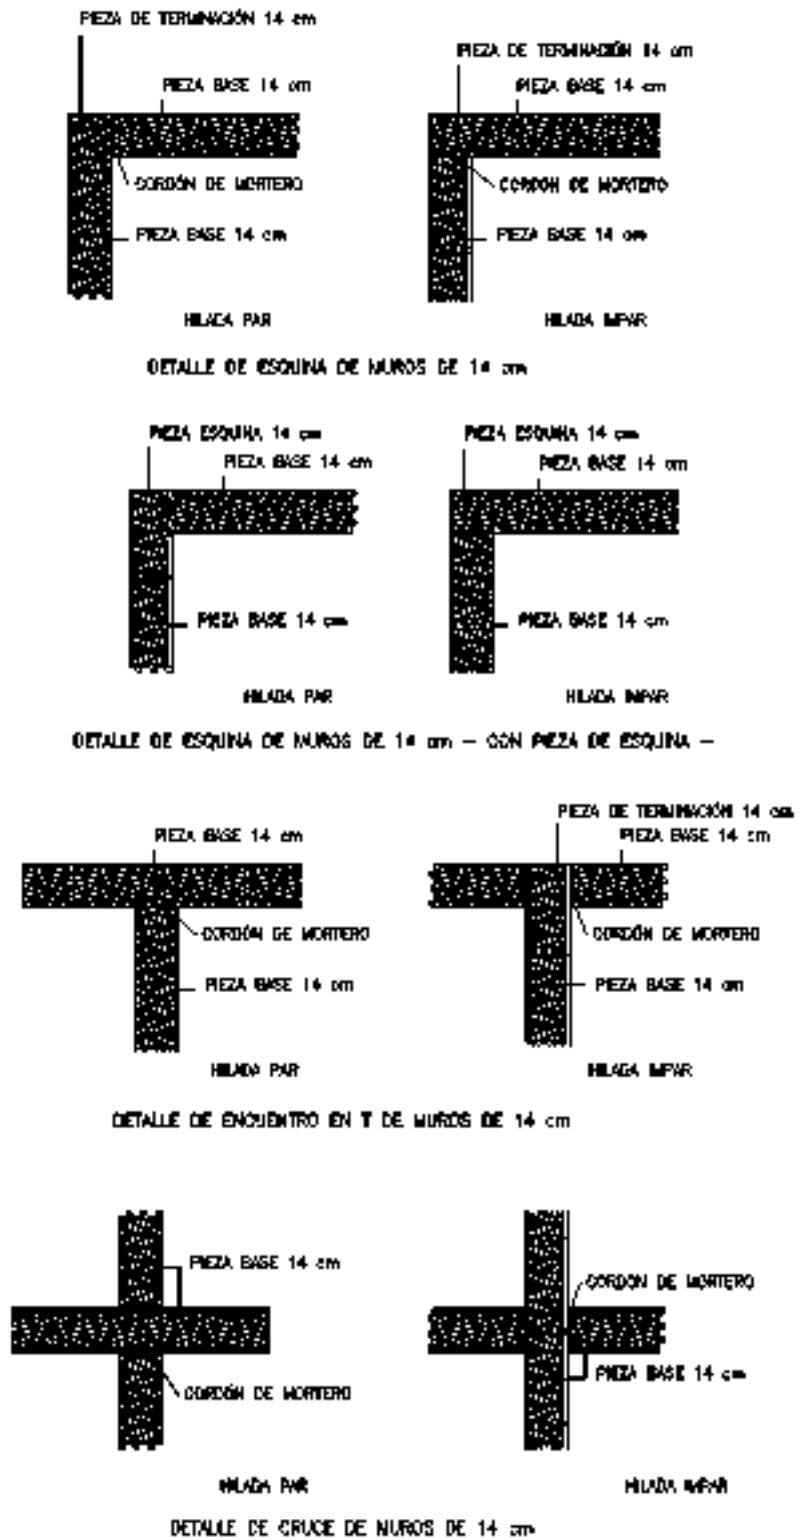 PIEZA DE TERMINACIÓN 14 cm
PIEZA BASE 14 cm
CORDÓN DE MORTERO
PIEZA BASE 14 cm
HILADA PAR
PIEZA DE TERMINACIÓN 14 cm
PIEZA BASE 14 cm
CORDÓN DE MORTERO
PIEZA BASE 14 cm
HILADA IMPAR
DETALLE DE ESQUINA DE MUROS DE 14 cm
PIEZA ESQUINA 14 cm
PIEZA BASE 14 cm
PIEZA BASE 14 cm
HILADA PAR
PIEZA ESQUINA 14 cm
PIEZA BASE 14 cm
PIEZA BASE 14 cm
HILADA IMPAR
DETALLE DE ESQUINA DE MUROS DE 14 cm — CON PIEZA DE ESQUINA —
PIEZA BASE 14 cm
CORDÓN DE MORTERO
PIEZA BASE 14 cm
HILADA PAR
PIEZA DE TERMINACIÓN 14 cm
PIEZA BASE 14 cm
CORDÓN DE MORTERO
PIEZA BASE 14 cm
HILADA IMPAR
DETALLE DE ENCUENTRO EN T DE MUROS DE 14 cm
PIEZA BASE 14 cm
CORDÓN DE MORTERO
HILADA PAR
CORDÓN DE MORTERO
PIEZA BASE 14 cm
HILADA IMPAR
DETALLE DE CRUCE DE MUROS DE 14 cm